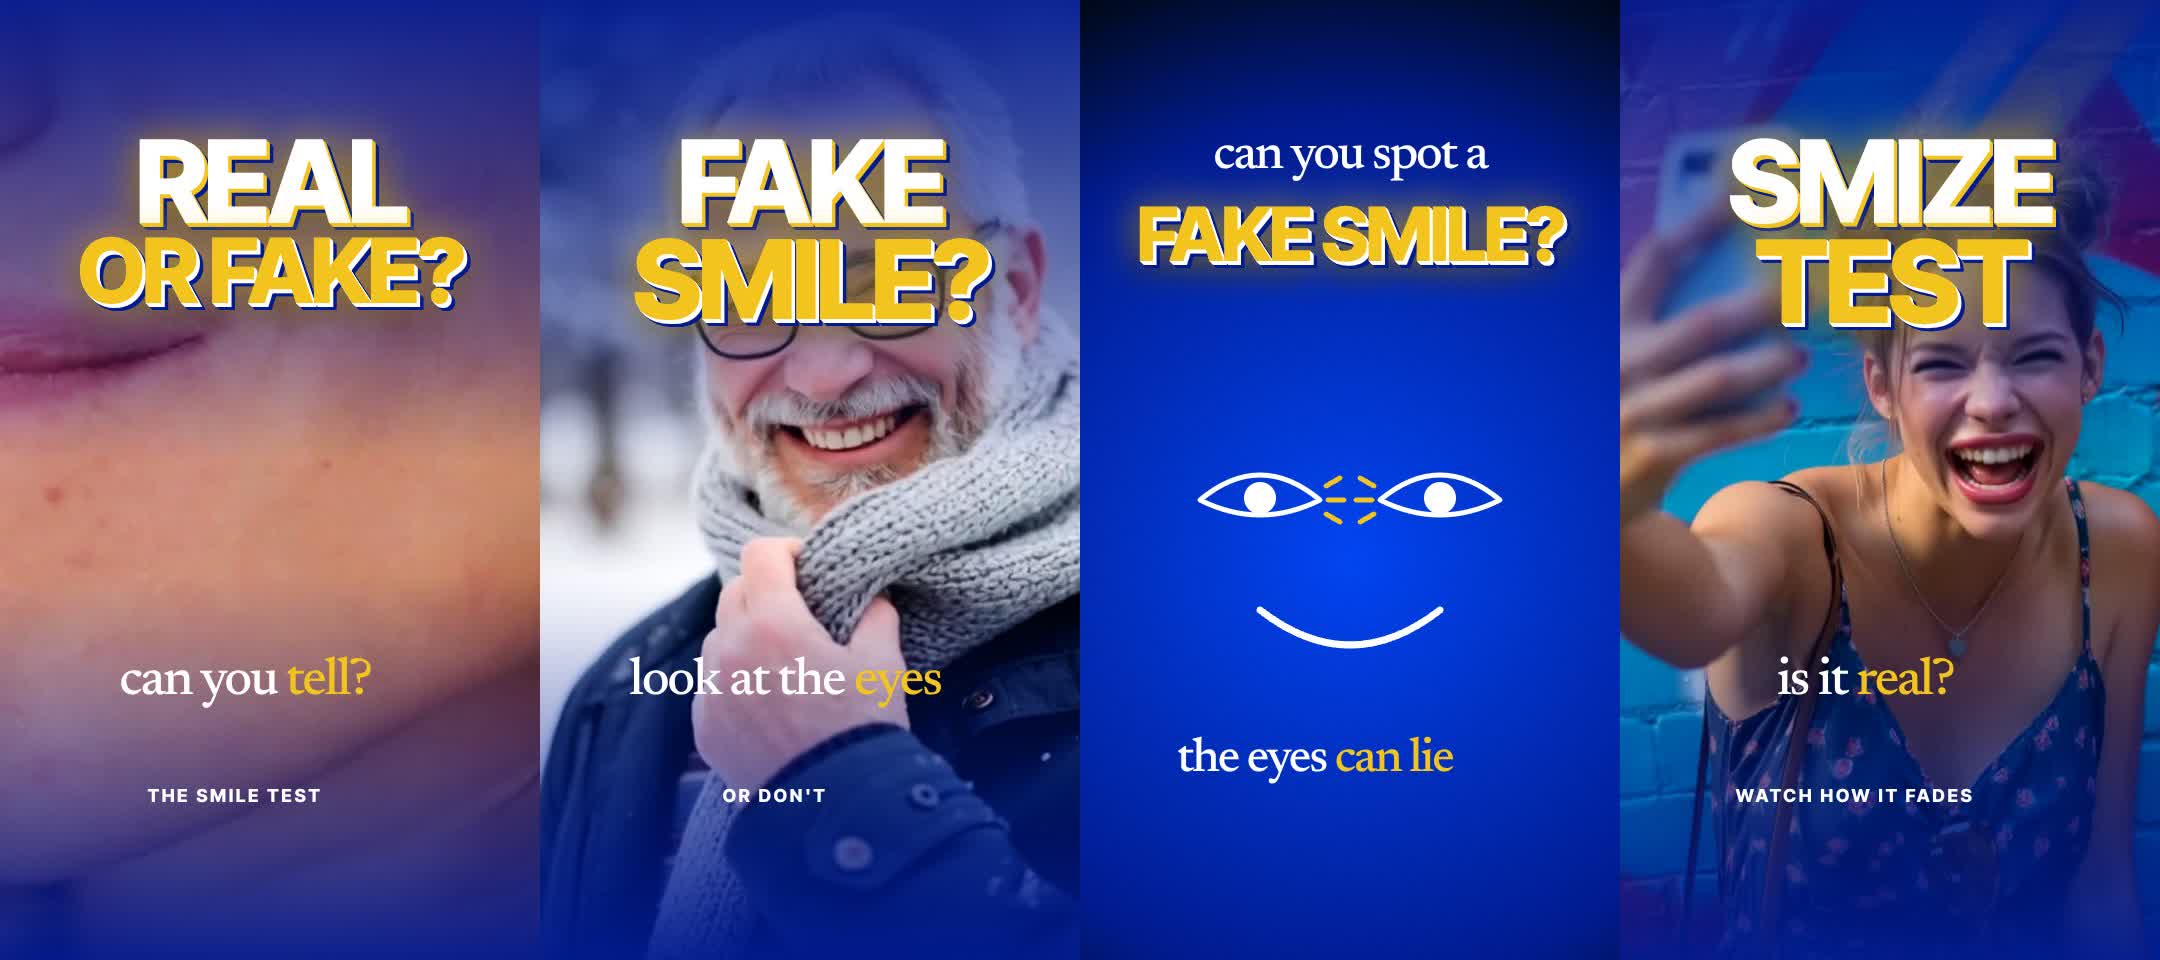 REAL
OR FAKE?
can you tell?
THE SMILE TEST
FAKE
SMILE?
look at the eyes
OR DON'T
can you spot a
FAKE SMILE?
the eyes can lie
SMIZE
TEST
is it real?
WATCH HOW IT FADES